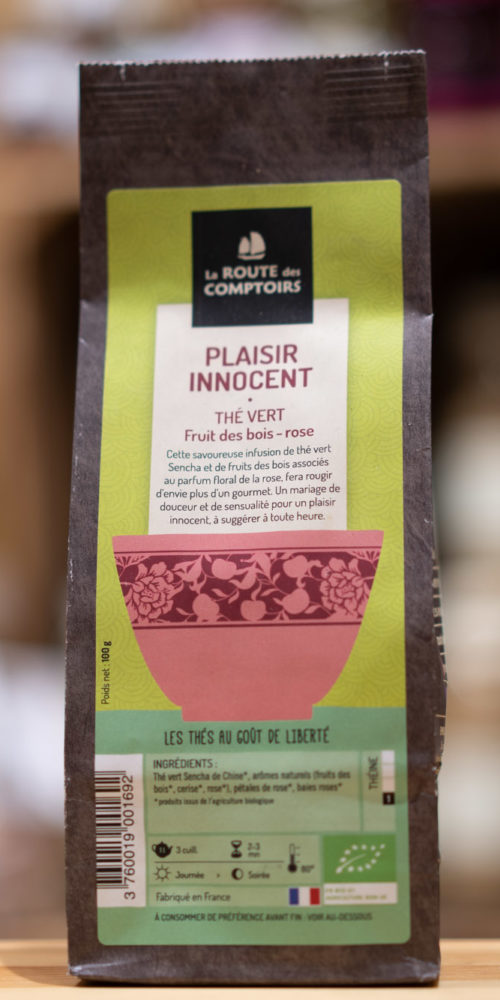 La ROUTE des
COMPTOIRS
PLAISIR
INNOCENT
THÉ VERT
Fruit des bois - rose
Cette savoureuse infusion de thé vert
Sencha et de fruits des bois associés
au parfum floral de la rose, fera rougir
d'envie plus d'un gourmet. Un mariage de
douceur et de sensualité pour un plaisir
innocent, à suggérer à toute heure.
Poids net : 100 g
LES THÉS AU GOÛT DE LIBERTÉ
INGRÉDIENTS :
Thé vert Sencha de Chine*, arômes naturels (fruits des
bois*, cerise*, rose*), pétales de rose*, baies roses*
* produits issus de l'agriculture biologique
THÉINE
1
3 cuill.
2-3
min
80°
Journée
Soirée
Fabriqué en France
3 760019 001692
À CONSOMMER DE PRÉFÉRENCE AVANT FIN - VOIR AU-DESSOUS